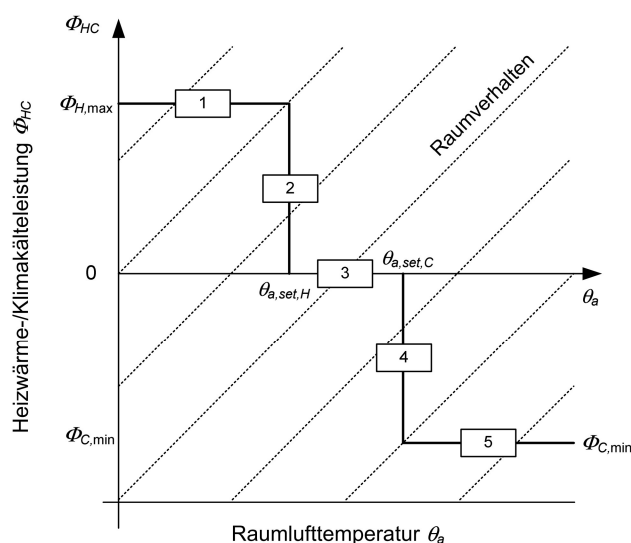 Φ_HC
Heizwärme-/Klimakälteleistung Φ_HC
Φ_H,max
1
Raumverhalten
2
0
θ_a,set,H
3
θ_a,set,C
θ_a
4
Φ_C,min
5
Φ_C,min
Raumlufttemperatur θ_a